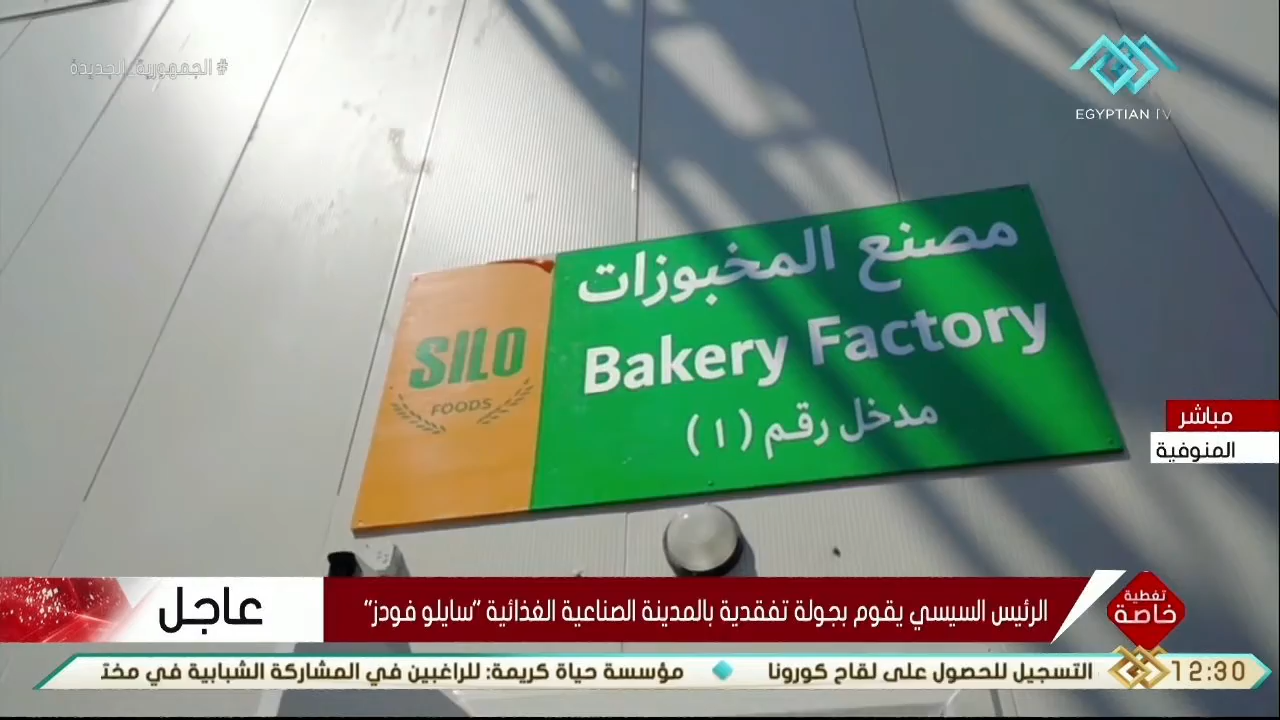 #الجمهورية_الجديدة
EGYPTIAN TV
مصنع المخبوزات
Bakery Factory
مدخل رقم (١)
SILO
FOODS
مباشر
المنوفية
تغطية
خاصة
الرئيس السيسي يقوم بجولة تفقدية بالمدينة الصناعية الغذائية "سايلو فودز"
عاجل
12:30
التسجيل للحصول على لقاح كورونا
مؤسسة حياة كريمة: للراغبين في المشاركة الشبابية في